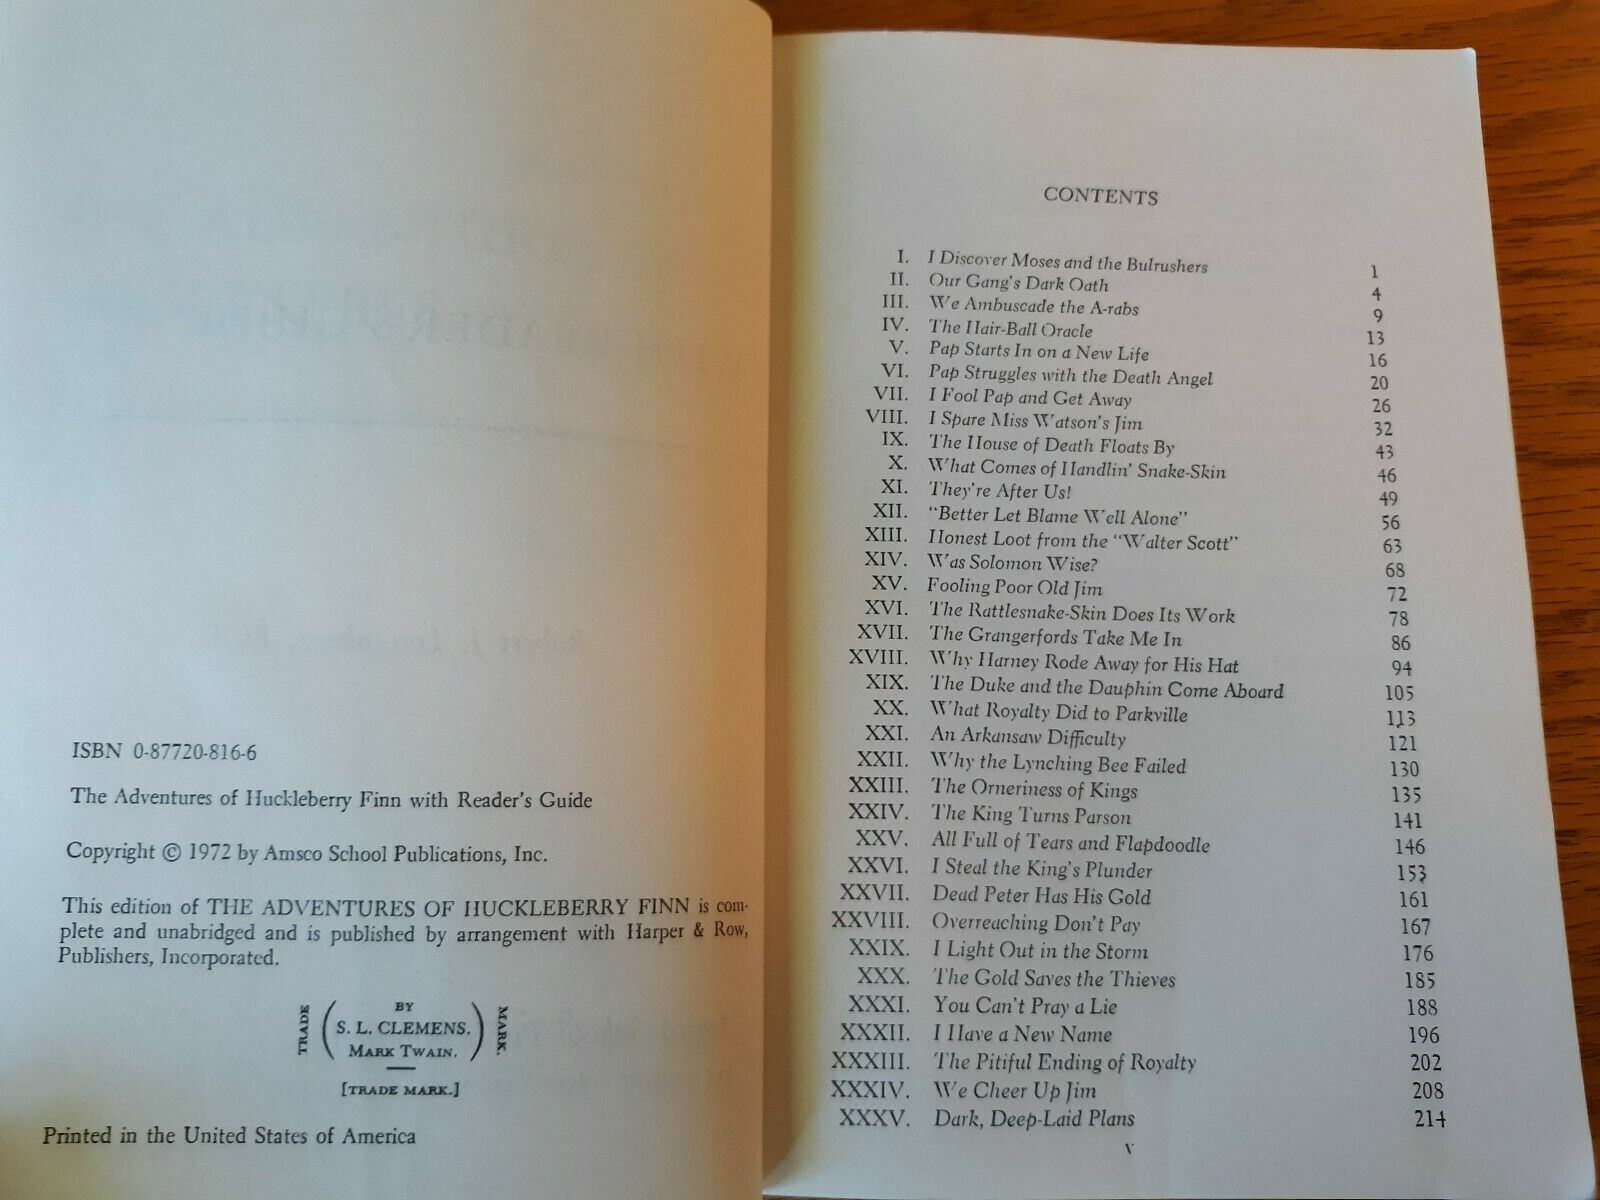 ISBN 0-87720-816-6
The Adventures of Huckleberry Finn with Reader's Guide
Copyright © 1972 by Amsco School Publications, Inc.
This edition of THE ADVENTURES OF HUCKLEBERRY FINN is com-
plete and unabridged and is published by arrangement with Harper & Row,
Publishers, Incorporated.
TRADE
BY
S. L. CLEMENS.
MARK TWAIN.
MARK.
[TRADE MARK.]
Printed in the United States of America
CONTENTS
I. I Discover Moses and the Bulrushers 1
II. Our Gang's Dark Oath 4
III. We Ambuscade the A-rabs 9
IV. The Hair-Ball Oracle 13
V. Pap Starts In on a New Life 16
VI. Pap Struggles with the Death Angel 20
VII. I Fool Pap and Get Away 26
VIII. I Spare Miss Watson's Jim 32
IX. The House of Death Floats By 43
X. What Comes of Handlin' Snake-Skin 46
XI. They're After Us! 49
XII. "Better Let Blame Well Alone" 56
XIII. Honest Loot from the "Walter Scott" 63
XIV. Was Solomon Wise? 68
XV. Fooling Poor Old Jim 72
XVI. The Rattlesnake-Skin Does Its Work 78
XVII. The Grangerfords Take Me In 86
XVIII. Why Harney Rode Away for His Hat 94
XIX. The Duke and the Dauphin Come Aboard 105
XX. What Royalty Did to Parkville 113
XXI. An Arkansaw Difficulty 121
XXII. Why the Lynching Bee Failed 130
XXIII. The Orneriness of Kings 135
XXIV. The King Turns Parson 141
XXV. All Full of Tears and Flapdoodle 146
XXVI. I Steal the King's Plunder 153
XXVII. Dead Peter Has His Gold 161
XXVIII. Overreaching Don't Pay 167
XXIX. I Light Out in the Storm 176
XXX. The Gold Saves the Thieves 185
XXXI. You Can't Pray a Lie 188
XXXII. I Have a New Name 196
XXXIII. The Pitiful Ending of Royalty 202
XXXIV. We Cheer Up Jim 208
XXXV. Dark, Deep-Laid Plans 214
v